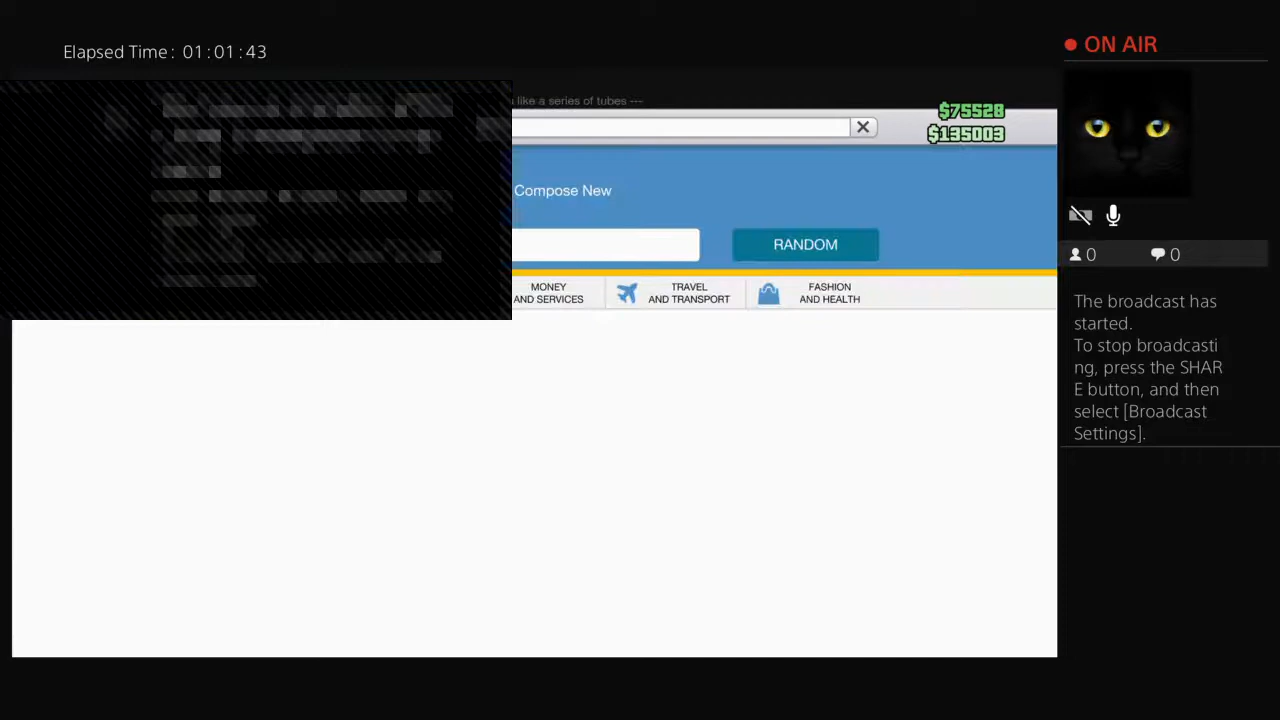 Elapsed Time: 01:01:43
ON AIR
like a series of tubes ---
$75528
$135003
Compose New
RANDOM
0
0
MONEY
AND SERVICES
TRAVEL
AND TRANSPORT
FASHION
AND HEALTH
The broadcast has
started.
To stop broadcasti
ng, press the SHAR
E button, and then
select [Broadcast
Settings].